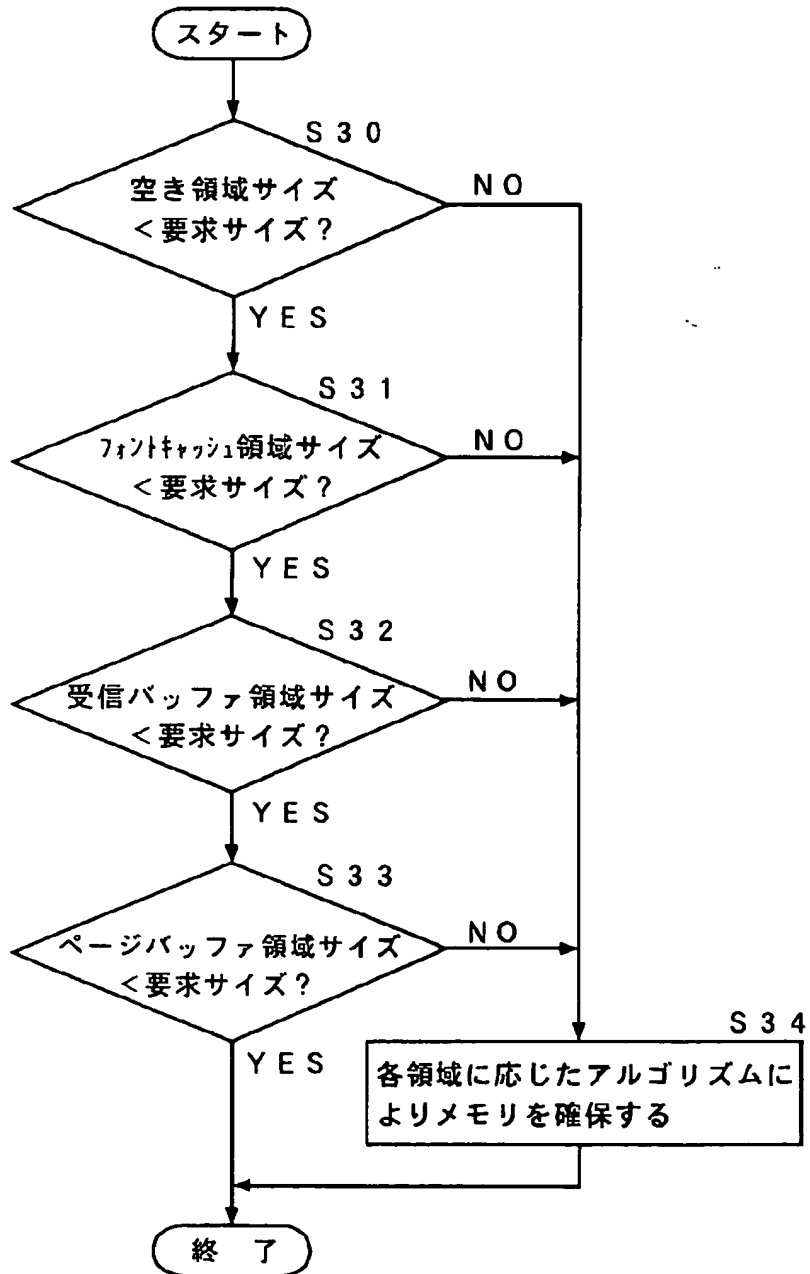 スタート
S30
空き領域サイズ
<要求サイズ?
NO
YES
S31
フォントキャッシュ領域サイズ
<要求サイズ?
NO
YES
S32
受信バッファ領域サイズ
<要求サイズ?
NO
YES
S33
ページバッファ領域サイズ
<要求サイズ?
NO
YES
S34
各領域に応じたアルゴリズムに
よりメモリを確保する
終 了